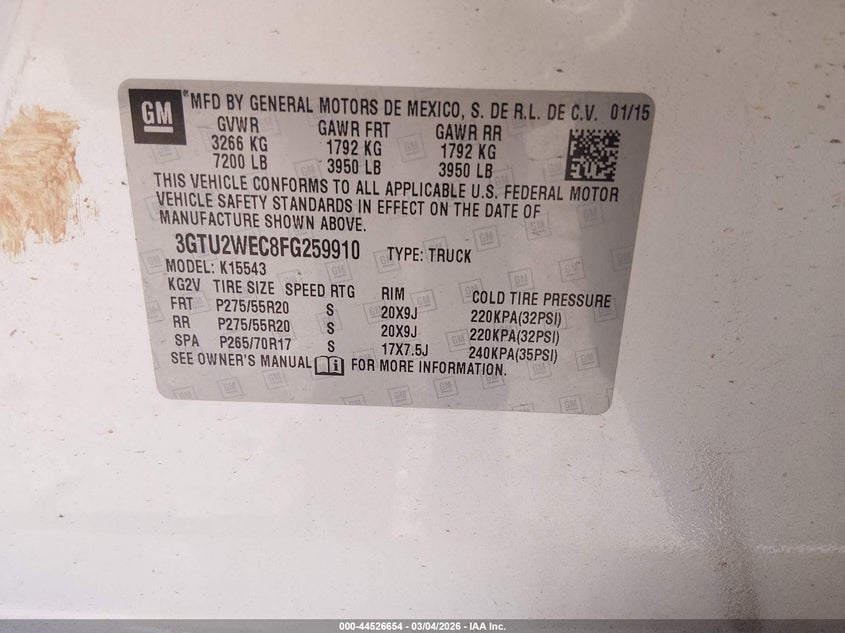 GM
® MFD BY GENERAL MOTORS DE MEXICO, S. DE R.L. DE C.V. 01/15
GVWR GAWR FRT GAWR RR
3266 KG 1792 KG 1792 KG
7200 LB 3950 LB 3950 LB
THIS VEHICLE CONFORMS TO ALL APPLICABLE U.S. FEDERAL MOTOR
VEHICLE SAFETY STANDARDS IN EFFECT ON THE DATE OF
MANUFACTURE SHOWN ABOVE.
3GTU2WEC8FG259910 TYPE: TRUCK
MODEL: K15543
KG2V TIRE SIZE SPEED RTG RIM COLD TIRE PRESSURE
FRT P275/55R20 S 20X9J 220KPA(32PSI)
RR P275/55R20 S 20X9J 220KPA(32PSI)
SPA P265/70R17 S 17X7.5J 240KPA(35PSI)
SEE OWNER'S MANUAL i FOR MORE INFORMATION.
000-44526654 - 03/04/2026 - IAA Inc.